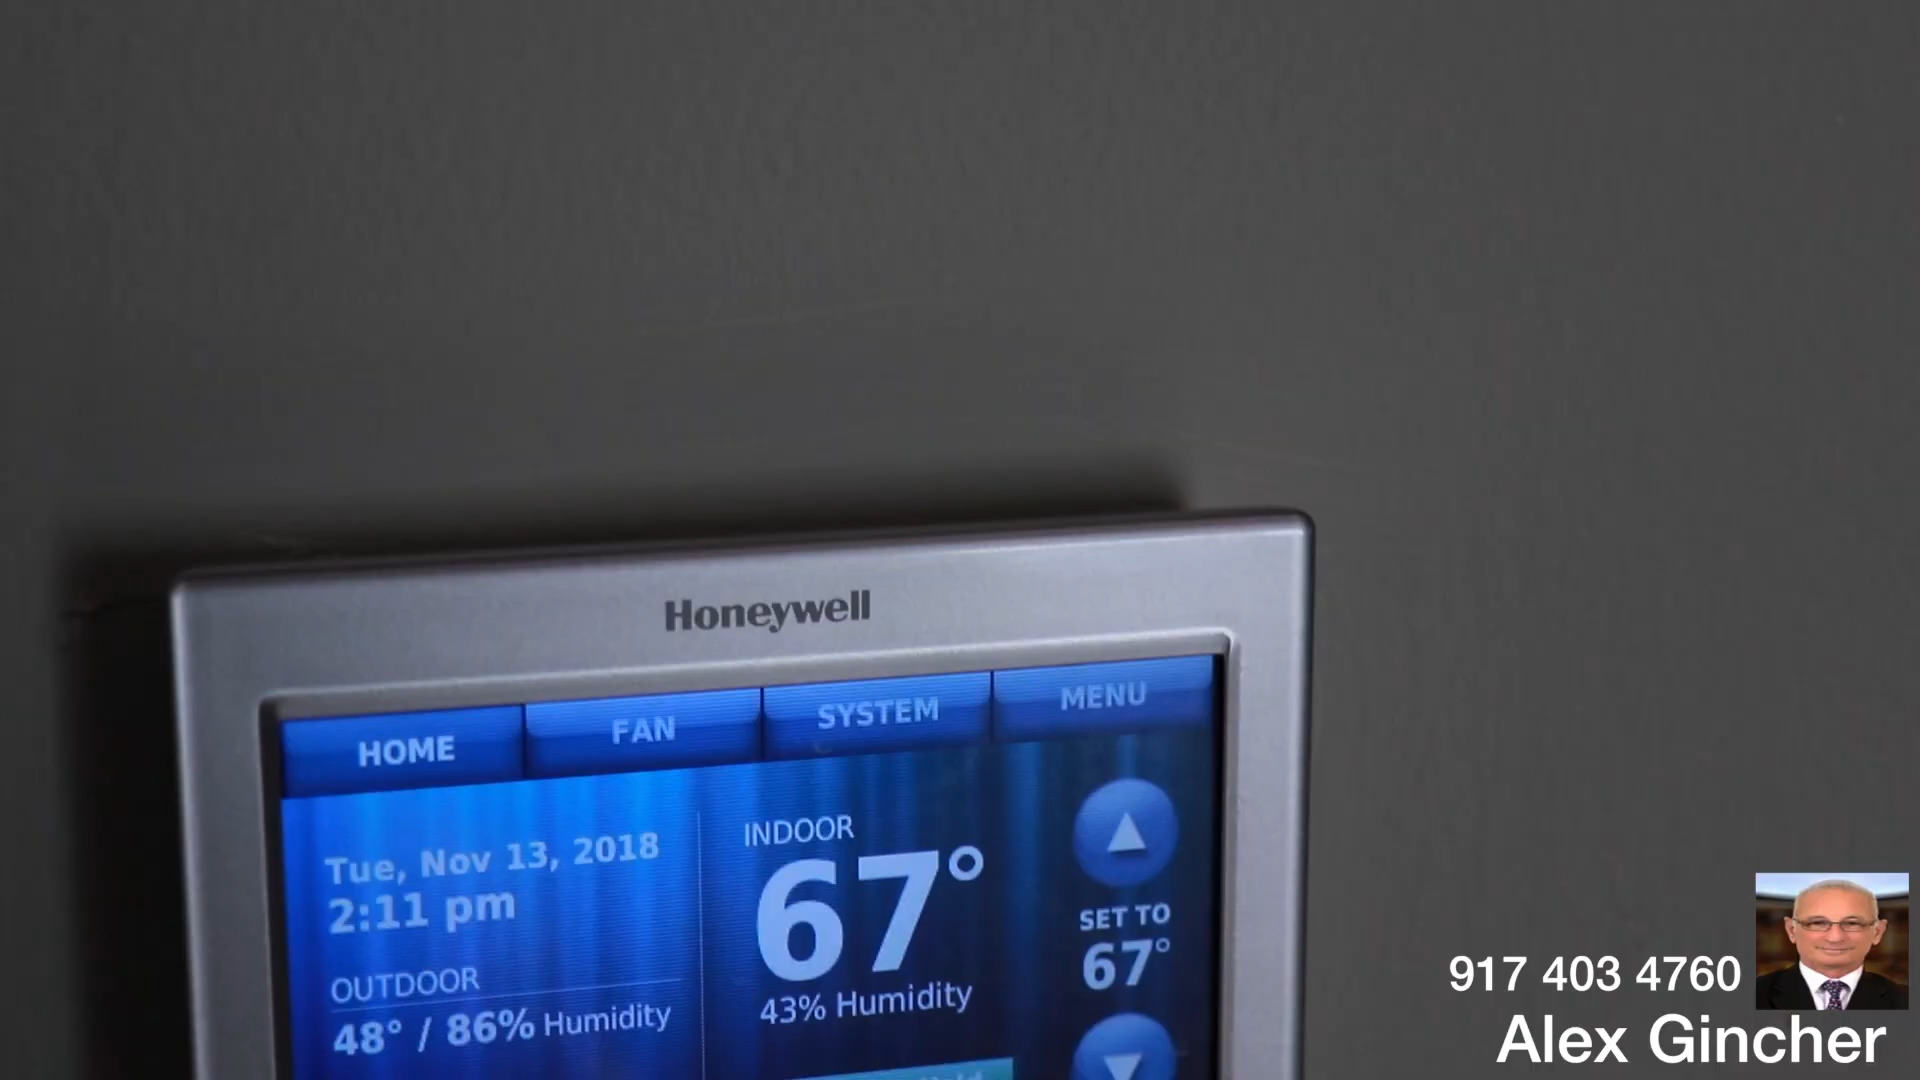 Honeywell
HOME
FAN
SYSTEM
MENU
Tue, Nov 13, 2018
2:11 pm
OUTDOOR
48° / 86% Humidity
INDOOR
67°
43% Humidity
SET TO
67°
917 403 4760
Alex Gincher